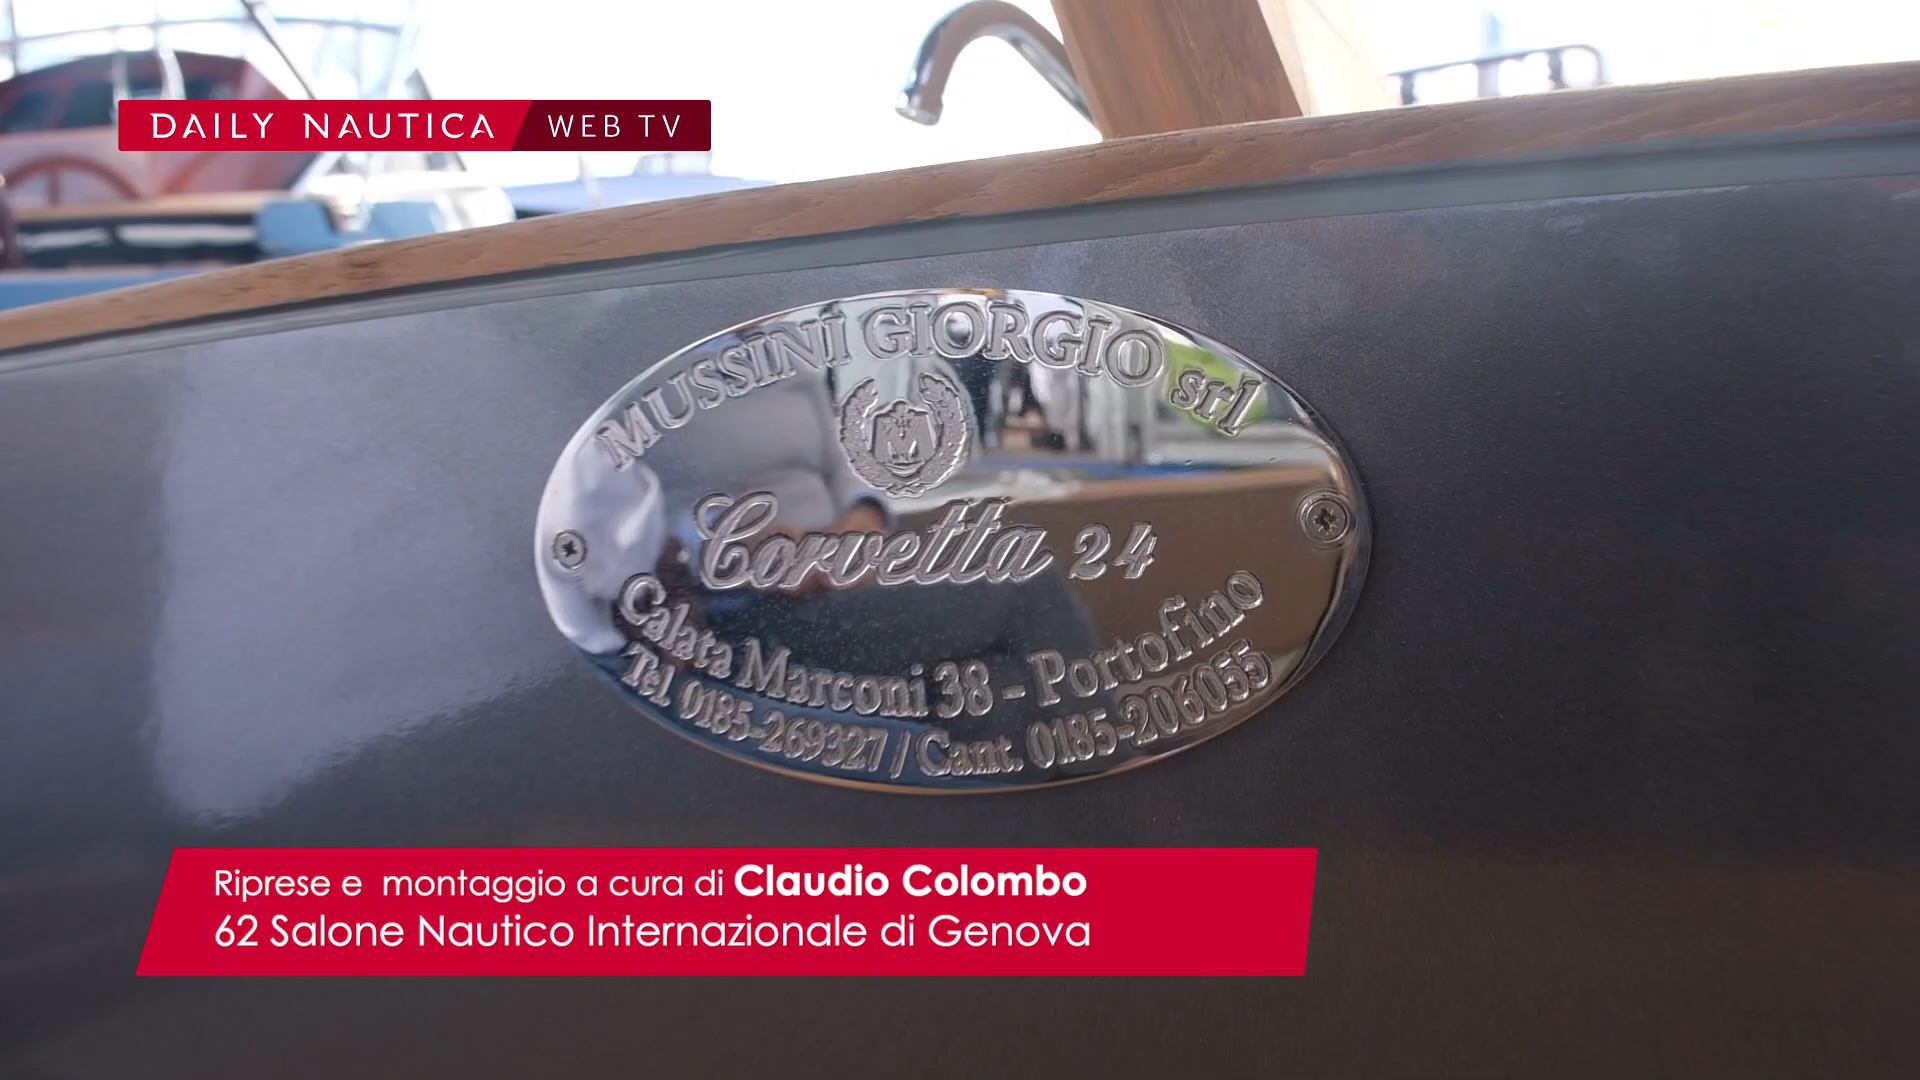 DAILY NAUTICA WEB TV
MUSSINI GIORGIO srl
M
Corvetta 24
Calata Marconi 38 - Portofino
Tel 0185-269327 / Cant. 0185-206055
Riprese e montaggio a cura di Claudio Colombo
62 Salone Nautico Internazionale di Genova